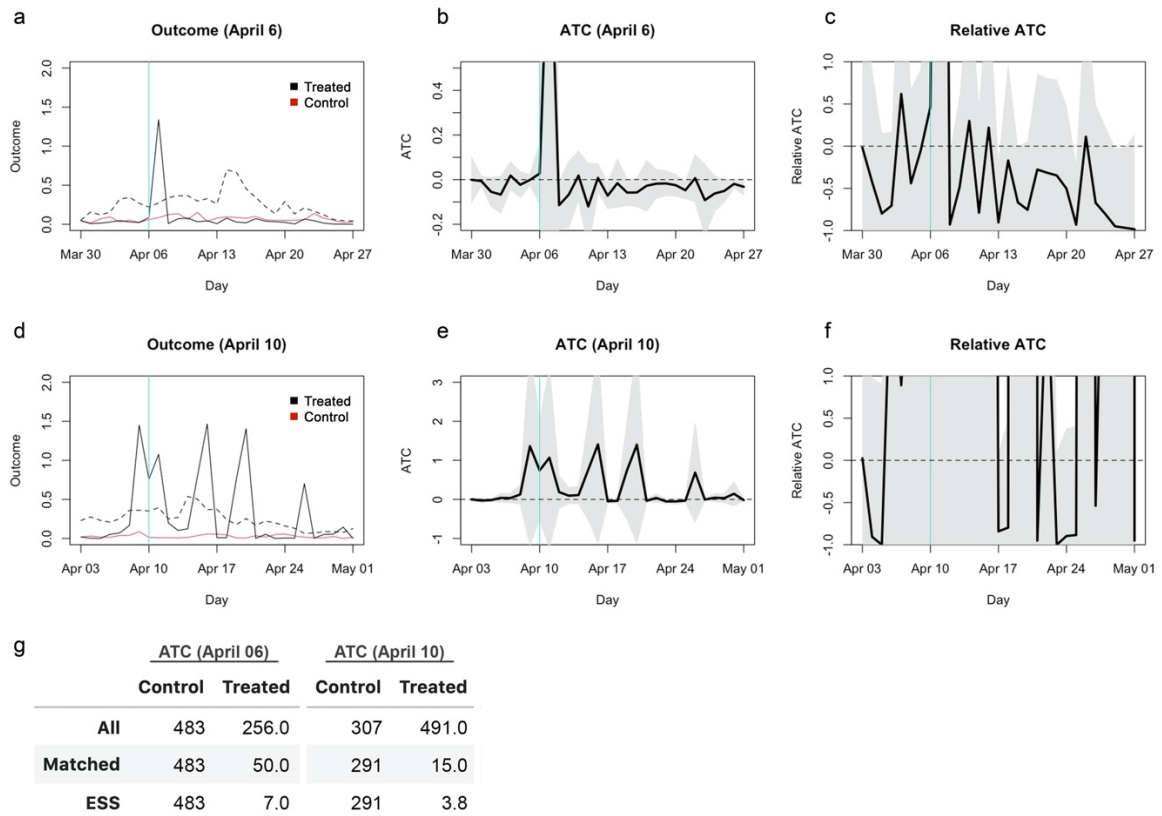 a
Outcome (April 6)
Outcome
2.0
1.5
1.0
0.5
0.0
Treated
Control
Mar 30 Apr 06 Apr 13 Apr 20 Apr 27
Day
b
ATC (April 6)
ATC
0.4
0.2
0.0
-0.2
Mar 30 Apr 06 Apr 13 Apr 20 Apr 27
Day
c
Relative ATC
Relative ATC
1.0
0.5
0.0
-0.5
-1.0
Mar 30 Apr 06 Apr 13 Apr 20 Apr 27
Day
d
Outcome (April 10)
Outcome
2.0
1.5
1.0
0.5
0.0
Treated
Control
Apr 03 Apr 10 Apr 17 Apr 24 May 01
Day
e
ATC (April 10)
ATC
3
2
1
0
-1
Apr 03 Apr 10 Apr 17 Apr 24 May 01
Day
f
Relative ATC
Relative ATC
1.0
0.5
0.0
-0.5
-1.0
Apr 03 Apr 10 Apr 17 Apr 24 May 01
Day
g
ATC (April 06) ATC (April 10)
Control Treated Control Treated
All 483 256.0 307 491.0
Matched 483 50.0 291 15.0
ESS 483 7.0 291 3.8